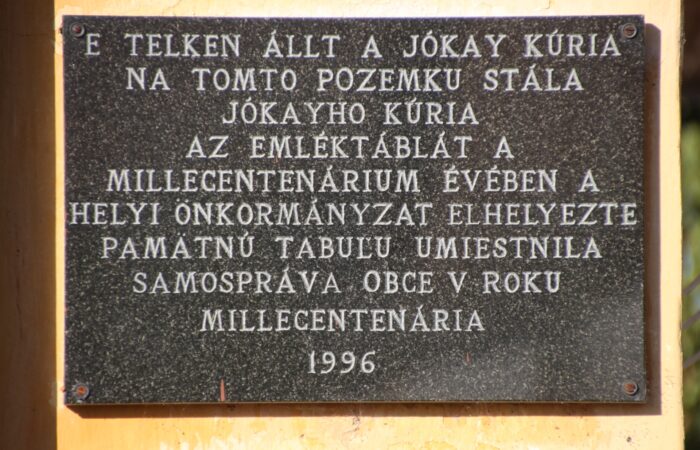 E TELKEN ÁLLT A JÓKAY KÚRIA
NA TOMTO POZEMKU STÁLA
JÓKAYHO KÚRIA
AZ EMLÉKTÁBLÁT A
MILLECENTENÁRIUM ÉVÉBEN A
HELYI ÖNKORMÁNYZAT ELHELYEZTE
PAMÄTNÚ TABUĽU UMIESTNILA
SAMOSPRÁVA OBCE V ROKU
MILLECENTENÁRIA
1996